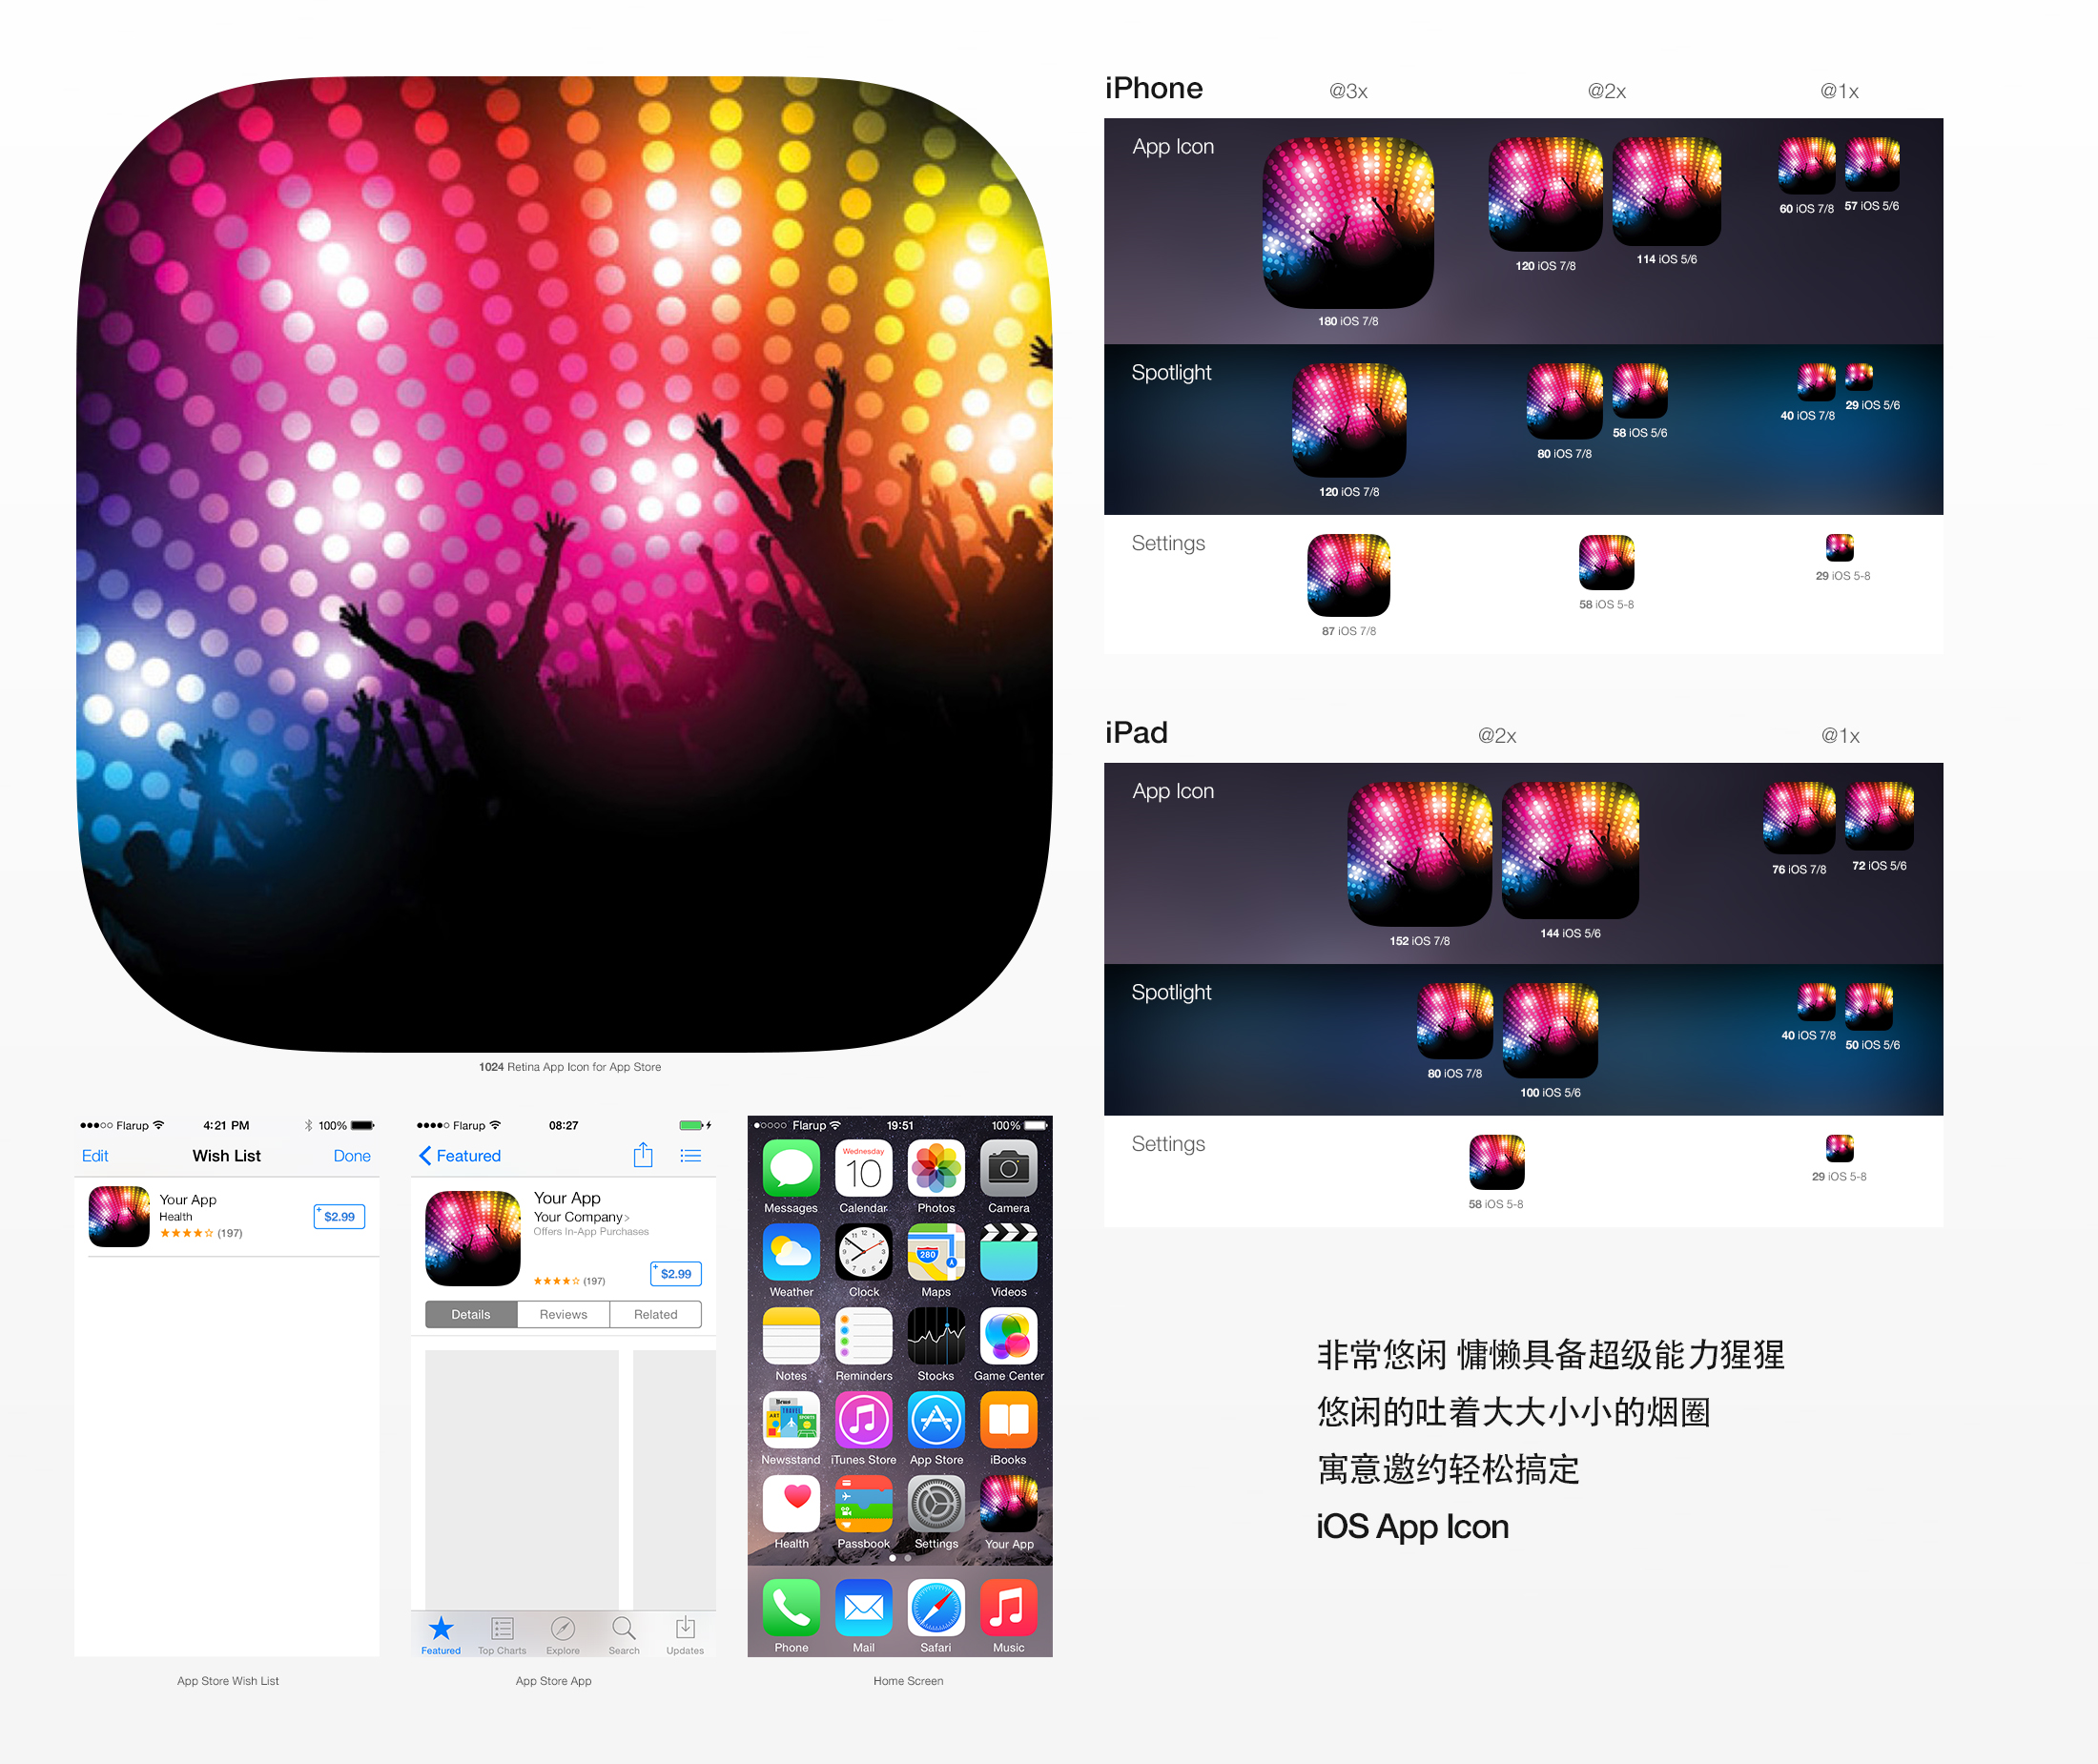 1024 Retina App Icon for App Store
Flarup 4:21 PM 100%
Edit Wish List Done
Your App
Health
(197)
+ $2.99
App Store Wish List
Flarup 08:27
Featured
Your App
Your Company
Offers In-App Purchases
(197)
+ $2.99
Details Reviews Related
Featured Top Charts Explore Search Updates
App Store App
Flarup 19:51 100%
Wednesday
10
Messages Calendar Photos Camera
280
Weather Clock Maps Videos
Notes Reminders Stocks Game Center
Newsstand iTunes Store App Store iBooks
Health Passbook Settings Your App
Phone Mail Safari Music
Home Screen
iPhone @3x @2x @1x
App Icon
180 iOS 7/8
120 iOS 7/8
114 iOS 5/6
60 iOS 7/8
57 iOS 5/6
Spotlight
120 iOS 7/8
80 iOS 7/8
58 iOS 5/6
40 iOS 7/8
29 iOS 5/6
Settings
87 iOS 7/8
58 iOS 5-8
29 iOS 5-8
iPad @2x @1x
App Icon
152 iOS 7/8
144 iOS 5/6
76 iOS 7/8
72 iOS 5/6
Spotlight
80 iOS 7/8
100 iOS 5/6
40 iOS 7/8
50 iOS 5/6
Settings
58 iOS 5-8
29 iOS 5-8
非常悠闲 慵懒具备超级能力猩猩
悠闲的吐着大大小小的烟圈
寓意邀约轻松搞定
iOS App Icon